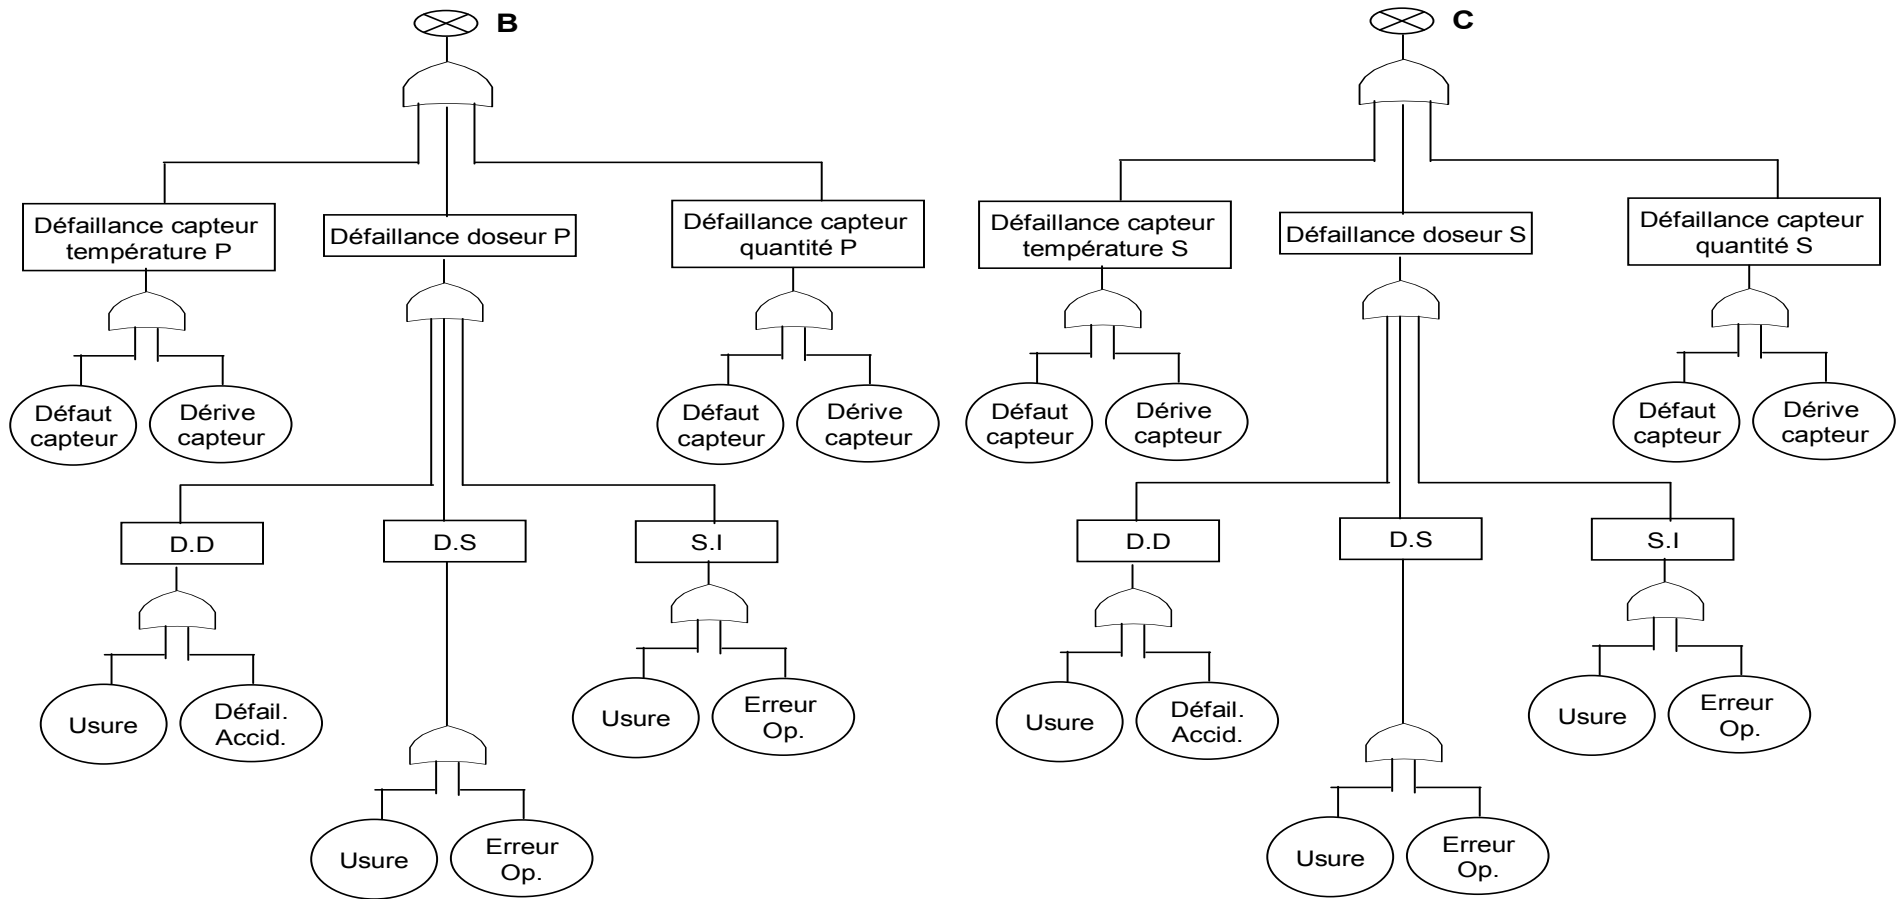 B
Défaillance capteur
température P
Défaillance doseur P
Défaillance capteur
quantité P
Défaut
capteur
Dérive
capteur
Défaut
capteur
Dérive
capteur
D.D
D.S
S.I
Usure
Défail.
Accid.
Usure
Erreur
Op.
Usure
Erreur
Op.
C
Défaillance capteur
température S
Défaillance doseur S
Défaillance capteur
quantité S
Défaut
capteur
Dérive
capteur
Défaut
capteur
Dérive
capteur
D.D
D.S
S.I
Usure
Défail.
Accid.
Usure
Erreur
Op.
Usure
Erreur
Op.